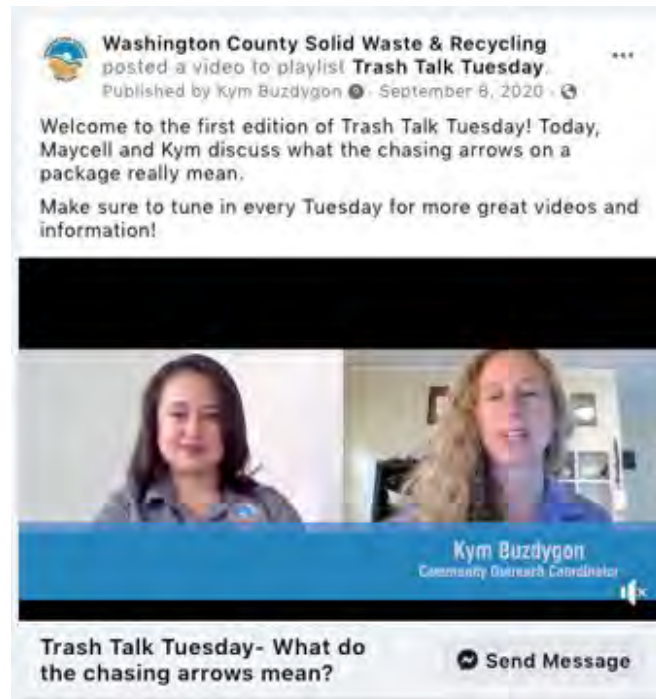 Washington County Solid Waste & Recycling
posted a video to playlist Trash Talk Tuesday.
Published by Kym Buzdygon · September 8, 2020 ·
Welcome to the first edition of Trash Talk Tuesday! Today,
Maycell and Kym discuss what the chasing arrows on a
package really mean.
Make sure to tune in every Tuesday for more great videos and
information!
Kym Buzdygon
Community Outreach Coordinator
Trash Talk Tuesday- What do
the chasing arrows mean?
Send Message